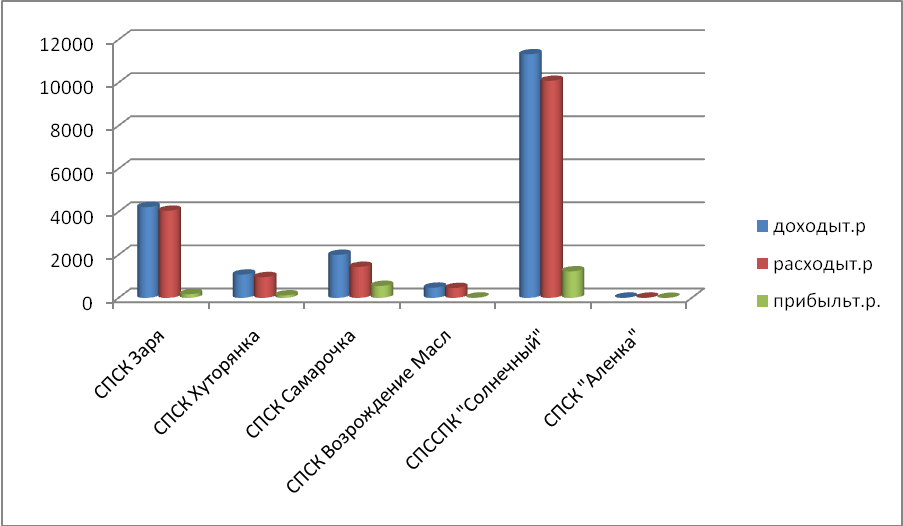 12000
10000
8000
6000
4000
2000
0
СПСК Заря
СПСК Хуторянка
СПСК Самарочка
СПСК Возрождение Масл
СПССПК "Солнечный"
СПСК "Аленка"
доходыт.р
расходыт.р
прибыльт.р.